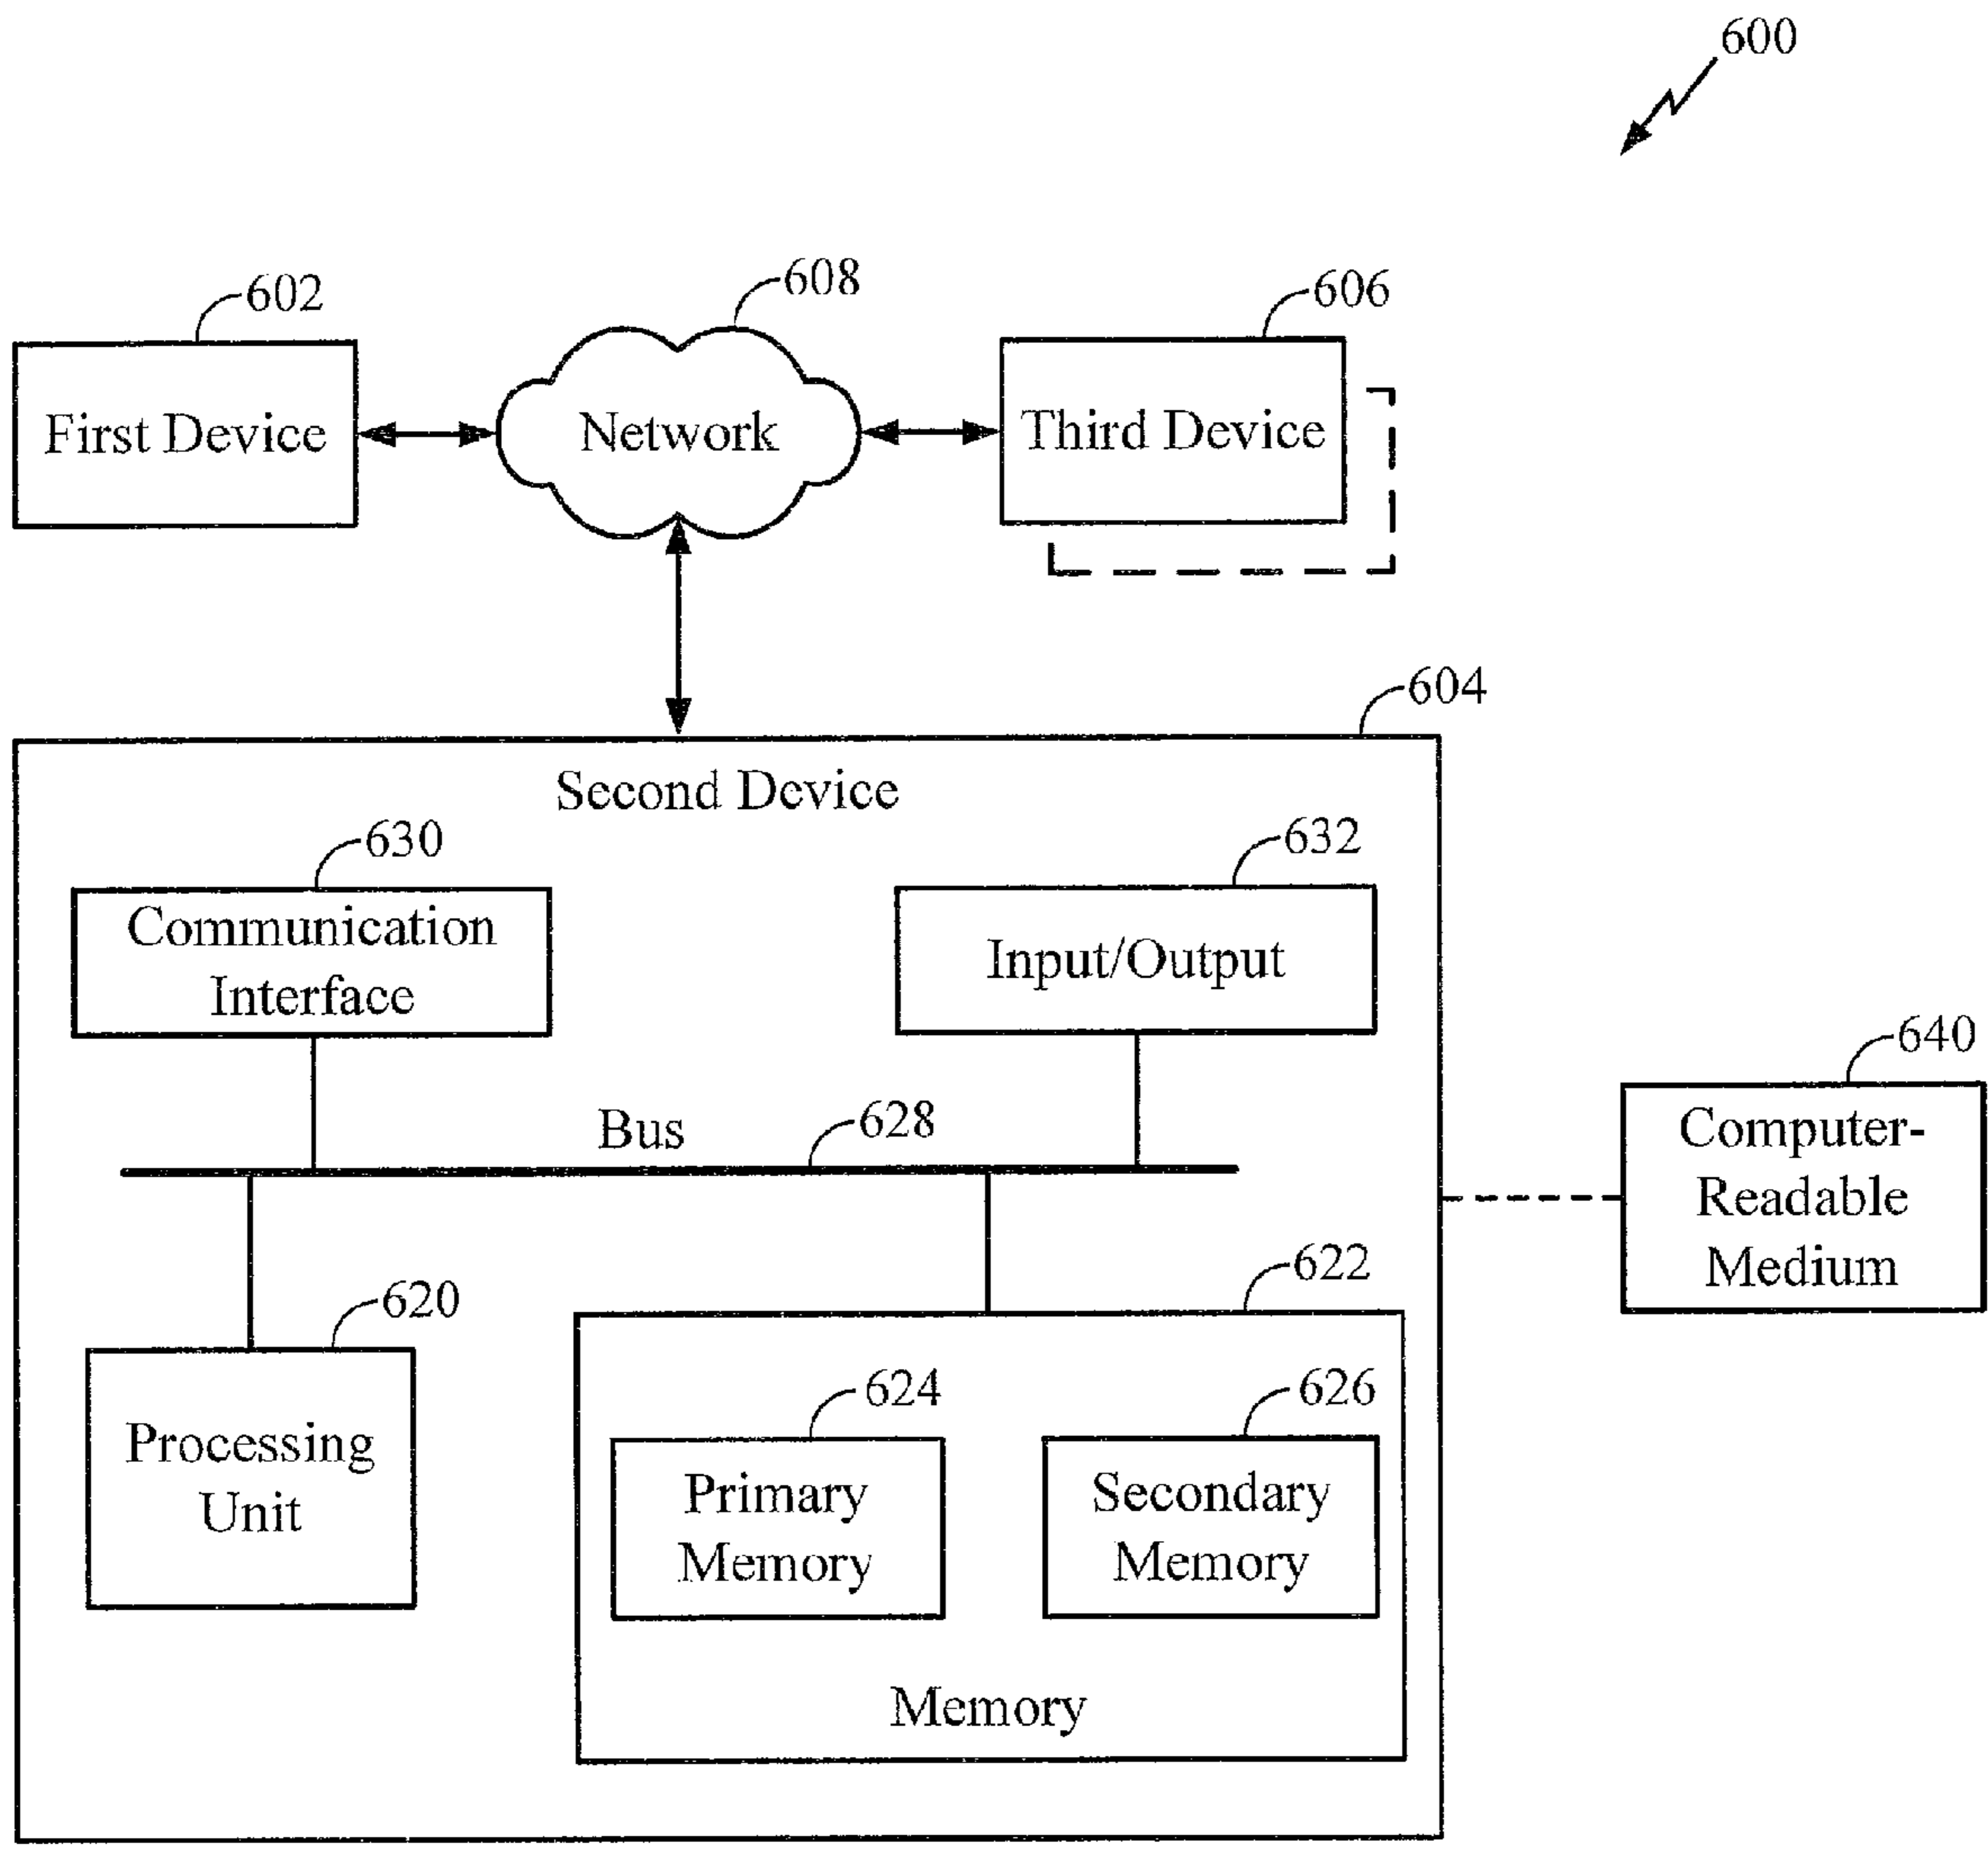 600
602
608
606
First Device
Network
Third Device
604
Second Device
630
632
Communication
Interface
Input/Output
640
Computer-
Readable
Medium
Bus
628
622
620
Processing
Unit
624
626
Primary
Memory
Secondary
Memory
Memory